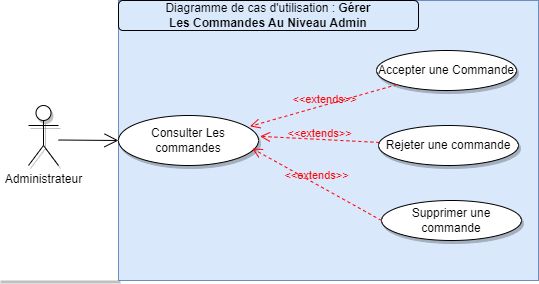 Diagramme de cas d'utilisation : Gérer
Les Commandes Au Niveau Admin
Accepter une Commande
<<extends>>
Consulter Les
commandes
<<extends>>
Rejeter une commande
Administrateur
<<extends>>
Supprimer une
commande